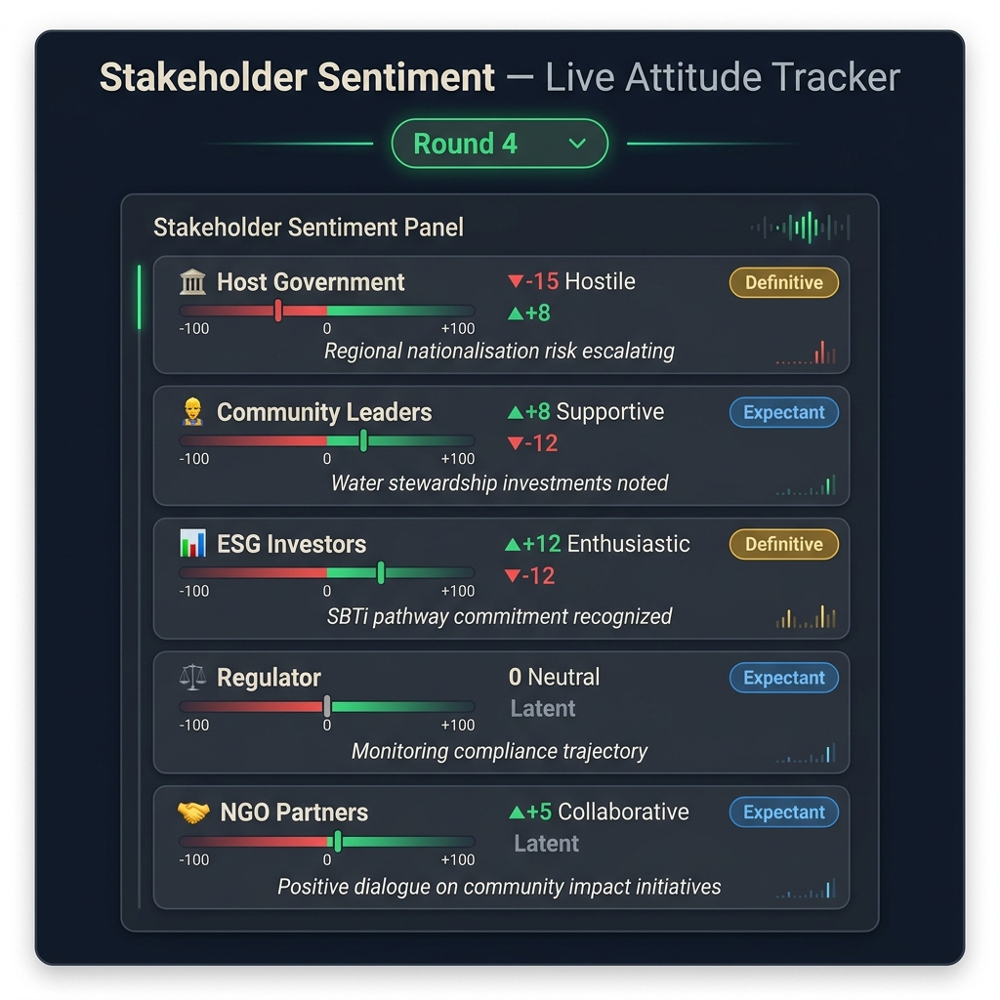 Stakeholder Sentiment — Live Attitude Tracker
Round 4
Stakeholder Sentiment Panel
Host Government
▼-15 Hostile
Definitive
▲+8
-100 0 +100
Regional nationalisation risk escalating
Community Leaders
▲+8 Supportive
Expectant
▼-12
-100 0 +100
Water stewardship investments noted
ESG Investors
▲+12 Enthusiastic
Definitive
▼-12
-100 0 +100
SBTi pathway commitment recognized
Regulator
0 Neutral
Expectant
Latent
-100 0 +100
Monitoring compliance trajectory
NGO Partners
▲+5 Collaborative
Expectant
Latent
-100 0 +100
Positive dialogue on community impact initiatives